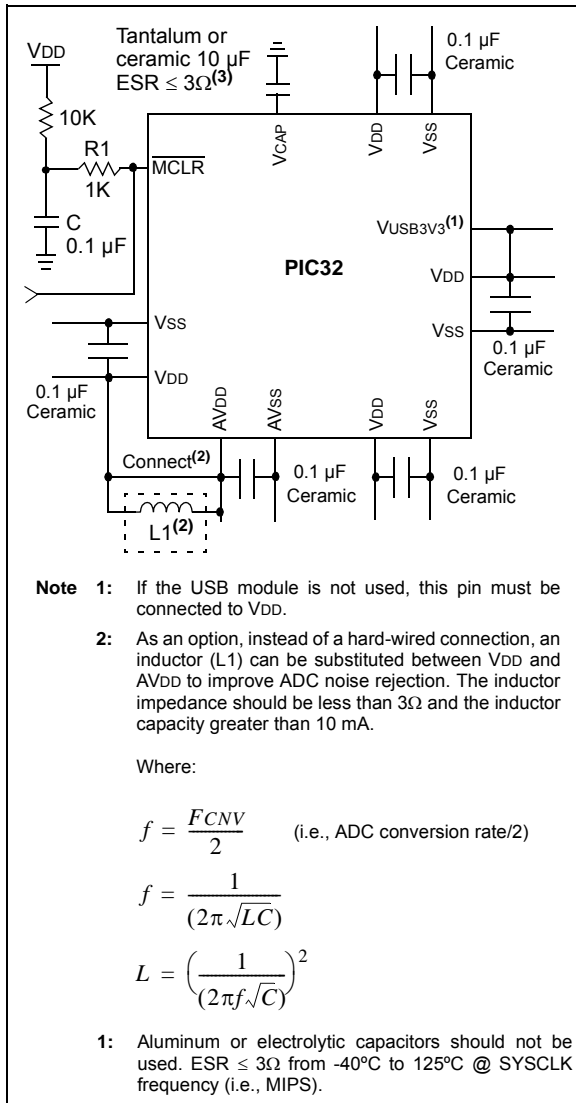 Tantalum or
ceramic 10 µF
ESR ≤ 3Ω(3)
0.1 µF
Ceramic
VDD
10K
R1
1K
C
0.1 µF
MCLR
VCAP
VDD
VSS
VUSB3V3(1)
VDD
VSS
PIC32
0.1 µF
Ceramic
VSS
VDD
0.1 µF
Ceramic
AVDD
AVSS
VDD
VSS
Connect(2)
L1(2)
0.1 µF
Ceramic
0.1 µF
Ceramic
Note 1: If the USB module is not used, this pin must be
connected to VDD.
2: As an option, instead of a hard-wired connection, an
inductor (L1) can be substituted between VDD and
AVDD to improve ADC noise rejection. The inductor
impedance should be less than 3Ω and the inductor
capacity greater than 10 mA.
Where:
f = FCNV / 2 (i.e., ADC conversion rate/2)
f = 1 / (2π√LC)
L = (1 / (2πf√C))²
1: Aluminum or electrolytic capacitors should not be
used. ESR ≤ 3Ω from -40ºC to 125ºC @ SYSCLK
frequency (i.e., MIPS).